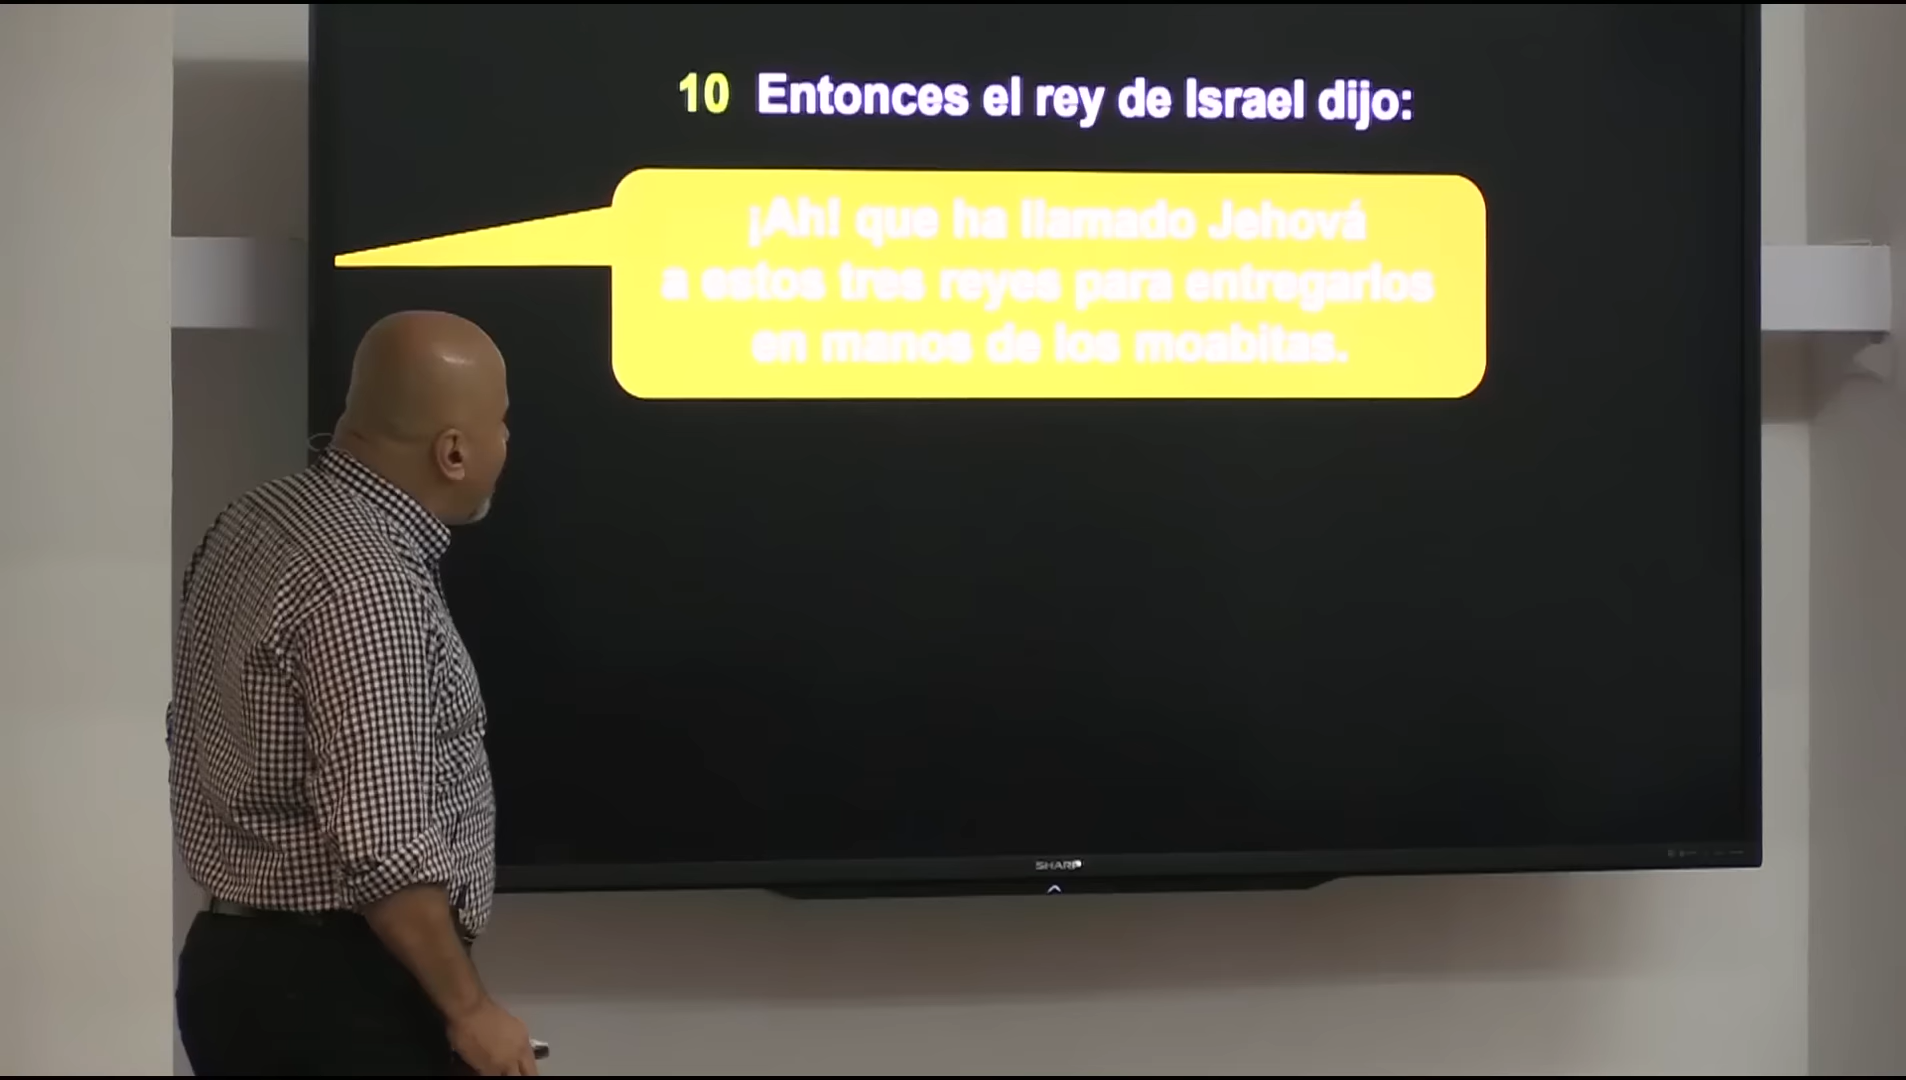 10 Entonces el rey de Israel dijo:
¡Ah! que ha llamado Jehová
a estos tres reyes para entregarlos
en manos de los moabitas.
SHARP